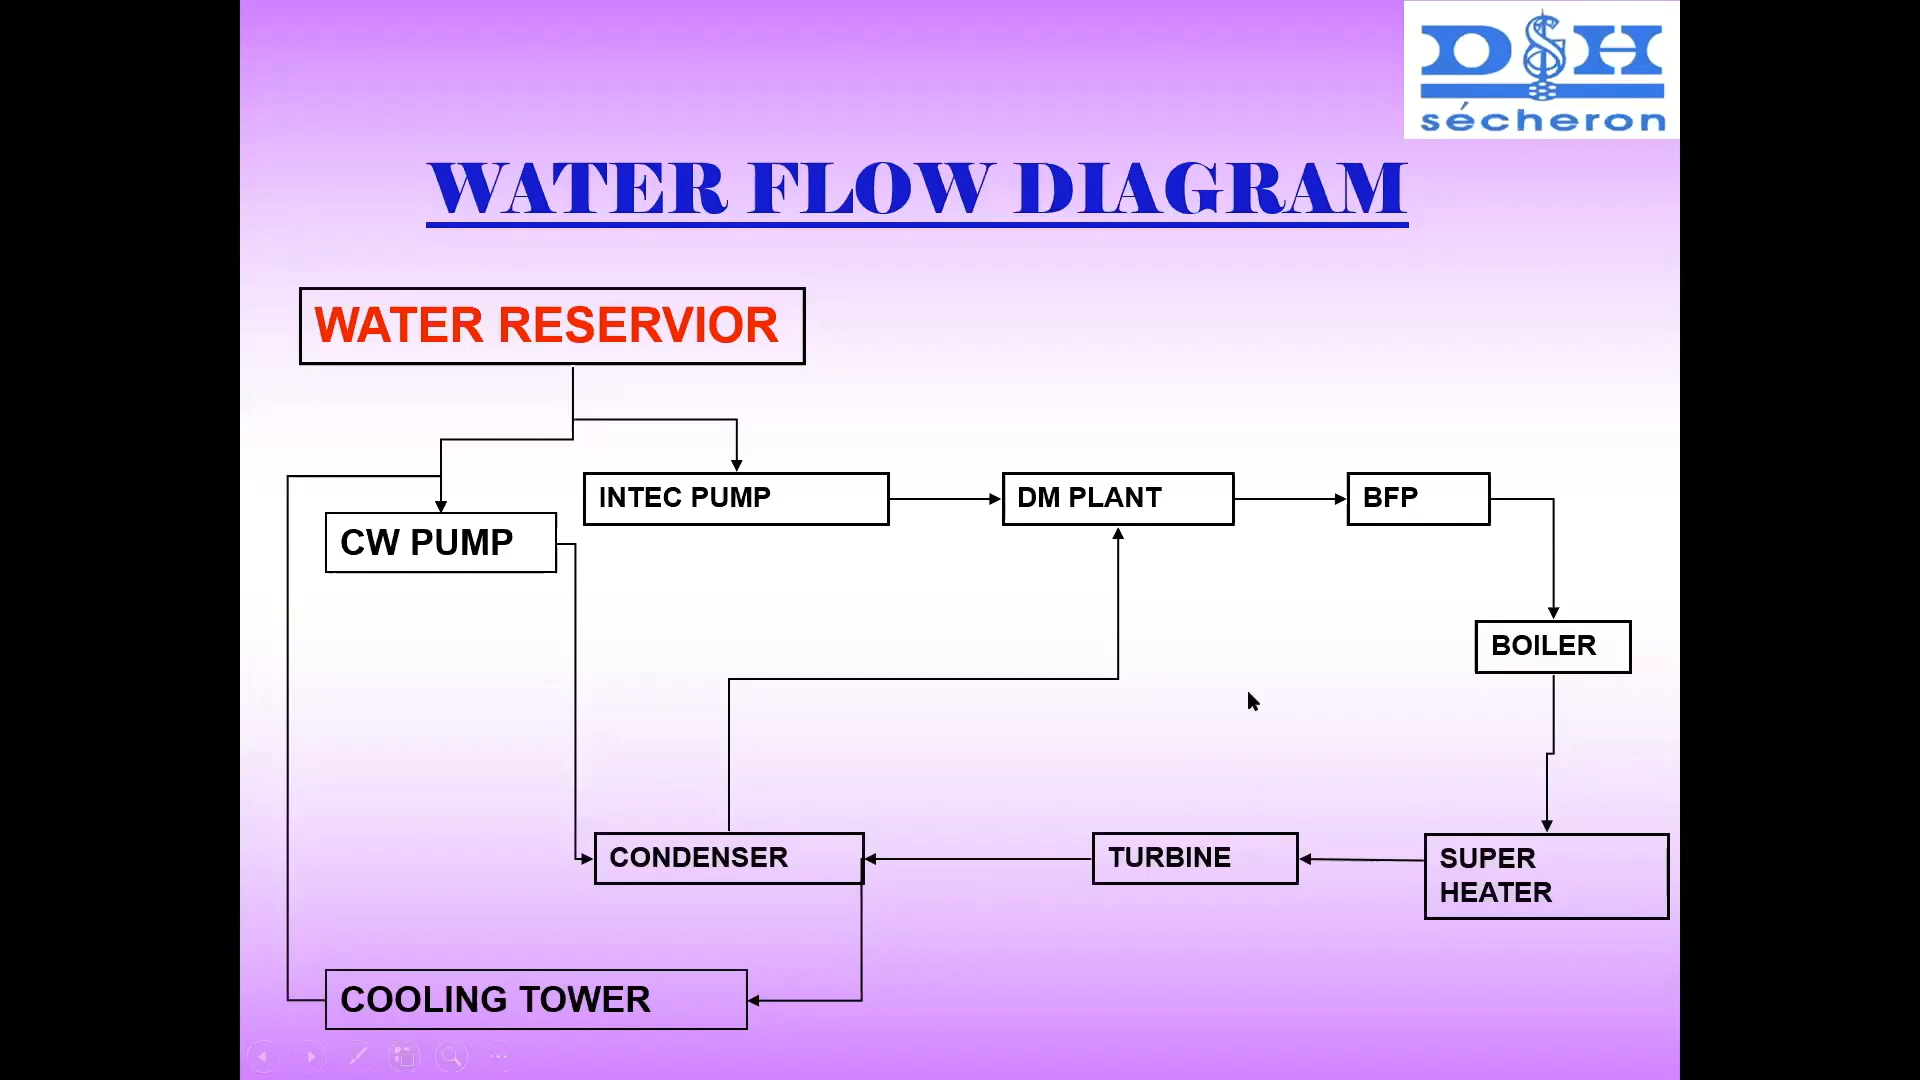 D&H
sécheron
WATER FLOW DIAGRAM
WATER RESERVIOR
INTEC PUMP
DM PLANT
BFP
CW PUMP
BOILER
CONDENSER
TURBINE
SUPER
HEATER
COOLING TOWER